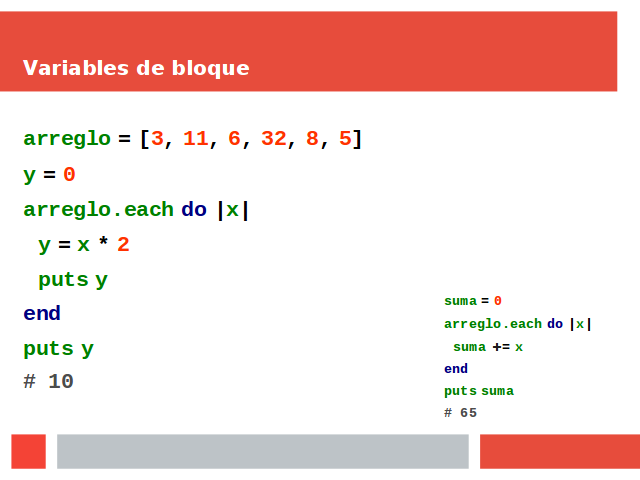 Variables de bloque
arreglo = [3, 11, 6, 32, 8, 5]
y = 0
arreglo.each do |x|
y = x * 2
puts y
end
puts y
# 10
suma = 0
arreglo.each do |x|
suma += x
end
puts suma
# 65